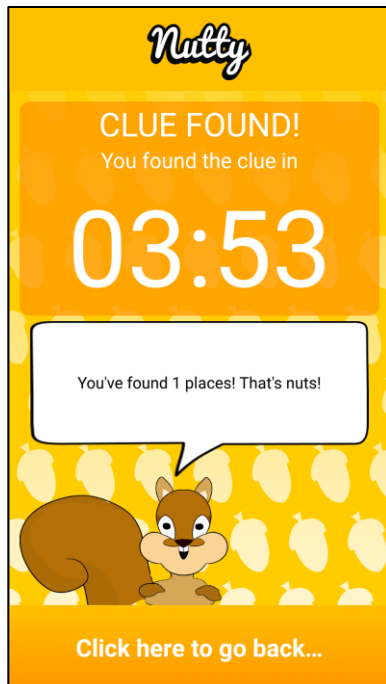 Nutty
CLUE FOUND!
You found the clue in
03:53
You've found 1 places! That's nuts!
Click here to go back...